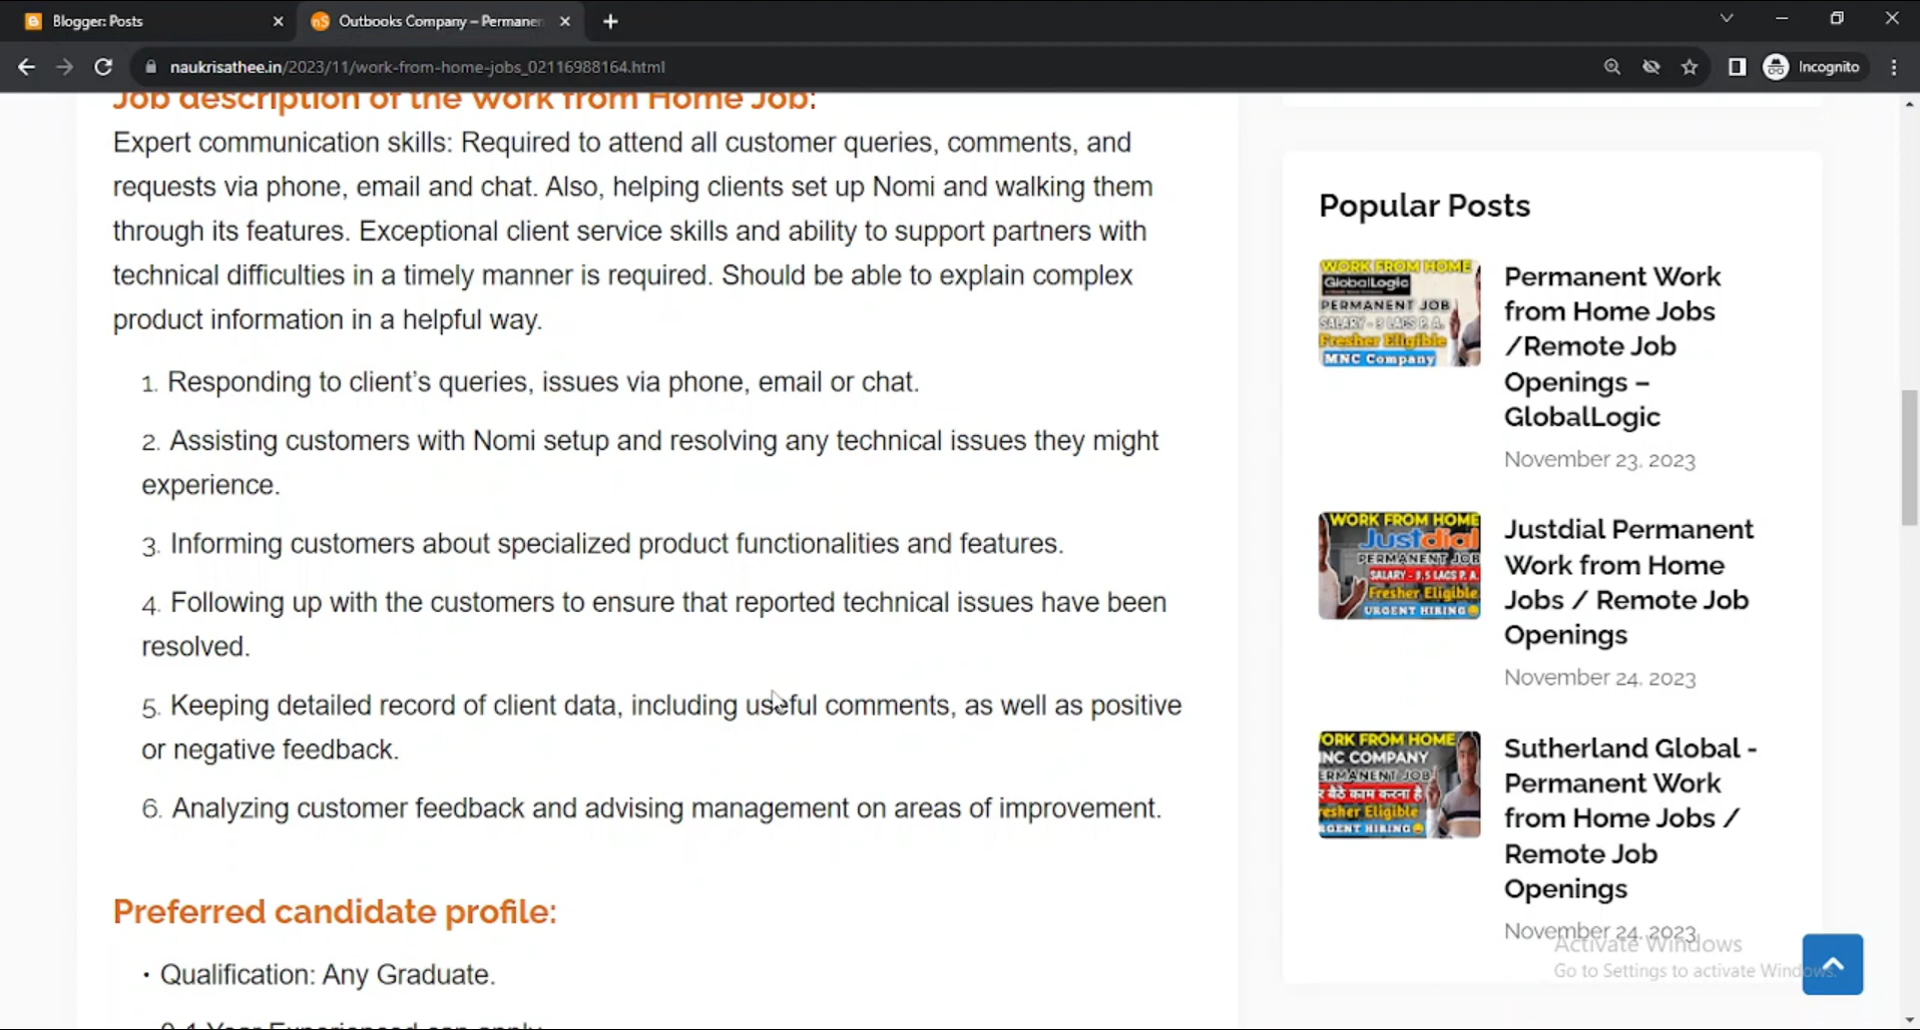 Blogger: Posts
Outbooks Company – Permanen
naukrisathee.in/2023/11/work-from-home-jobs_02116988164.html
Incognito
Job description of the Work from Home Job:
Expert communication skills: Required to attend all customer queries, comments, and
requests via phone, email and chat. Also, helping clients set up Nomi and walking them
through its features. Exceptional client service skills and ability to support partners with
technical difficulties in a timely manner is required. Should be able to explain complex
product information in a helpful way.
1. Responding to client's queries, issues via phone, email or chat.
2. Assisting customers with Nomi setup and resolving any technical issues they might
experience.
3. Informing customers about specialized product functionalities and features.
4. Following up with the customers to ensure that reported technical issues have been
resolved.
5. Keeping detailed record of client data, including useful comments, as well as positive
or negative feedback.
6. Analyzing customer feedback and advising management on areas of improvement.
Preferred candidate profile:
• Qualification: Any Graduate.
0-1 Year Experienced can apply
Popular Posts
WORK FROM HOME
GlobalLogic
PERMANENT JOB
SALARY - 3 LACS P. A.
Fresher Eligible
MNC Company
Permanent Work
from Home Jobs
/Remote Job
Openings –
GlobalLogic
November 23, 2023
WORK FROM HOME
Justdial
PERMANENT JOB
SALARY - 3.5 LACS P. A.
Fresher Eligible
URGENT HIRING
Justdial Permanent
Work from Home
Jobs / Remote Job
Openings
November 24, 2023
ORK FROM HOME
NC COMPANY
ERMANENT JOB
र बैठे काम करना है
esher Eligible
RGENT HIRING
Sutherland Global -
Permanent Work
from Home Jobs /
Remote Job
Openings
November 24, 2023
Activate Windows
Go to Settings to activate Windows.